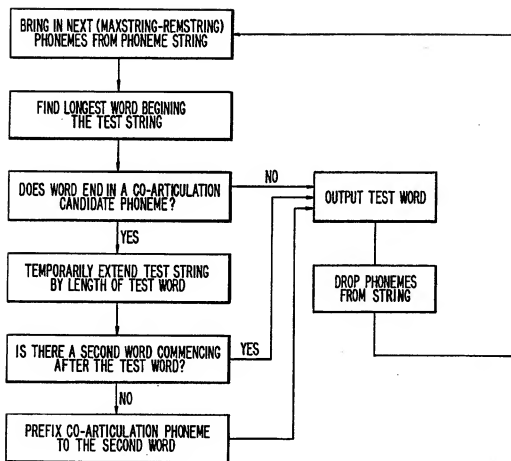 BRING IN NEXT (MAXSTRING-REMSTRING)
PHONEMES FROM PHONEME STRING
FIND LONGEST WORD BEGINING
THE TEST STRING
DOES WORD END IN A CO-ARTICULATION
CANDIDATE PHONEME?
NO
OUTPUT TEST WORD
YES
TEMPORARILY EXTEND TEST STRING
BY LENGTH OF TEST WORD
DROP PHONEMES
FROM STRING
IS THERE A SECOND WORD COMMENCING
AFTER THE TEST WORD?
YES
NO
PREFIX CO-ARTICULATION PHONEME
TO THE SECOND WORD